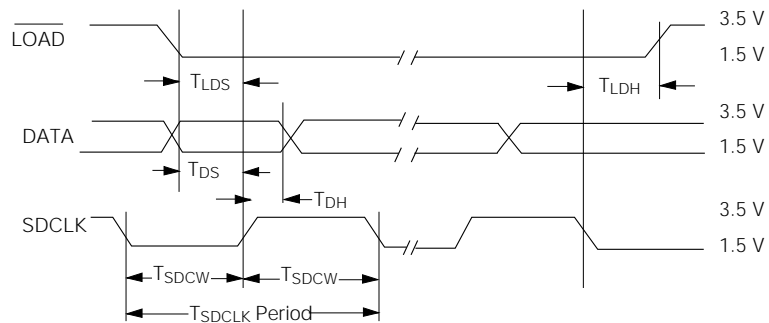 LOAD
3.5 V
1.5 V
TLDS
TLDH
DATA
3.5 V
1.5 V
TDS
TDH
SDCLK
3.5 V
1.5 V
TSDCW
TSDCW
TSDCLK Period